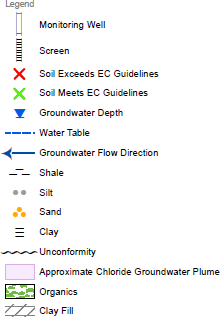 Legend
Monitoring Well
Screen
Soil Exceeds EC Guidelines
Soil Meets EC Guidelines
Groundwater Depth
Water Table
Groundwater Flow Direction
Shale
Silt
Sand
Clay
Unconformity
Approximate Chloride Groundwater Plume
Organics
Clay Fill